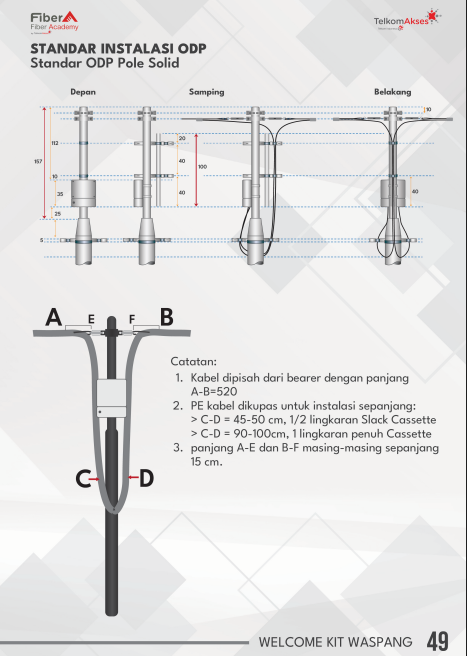 Fiber
Fiber Academy
TelkomAkses
STANDAR INSTALASI ODP
Standar ODP Pole Solid
Depan
Samping
Belakang
10
112
20
157
40
100
10
35
40
40
25
5
A E F B
Catatan:
1. Kabel dipisah dari bearer dengan panjang
A-B=520
2. PE kabel dikupas untuk instalasi sepanjang:
> C-D = 45-50 cm, 1/2 lingkaran Slack Cassette
> C-D = 90-100cm, 1 lingkaran penuh Cassette
3. panjang A-E dan B-F masing-masing sepanjang
15 cm.
C D
WELCOME KIT WASPANG 49